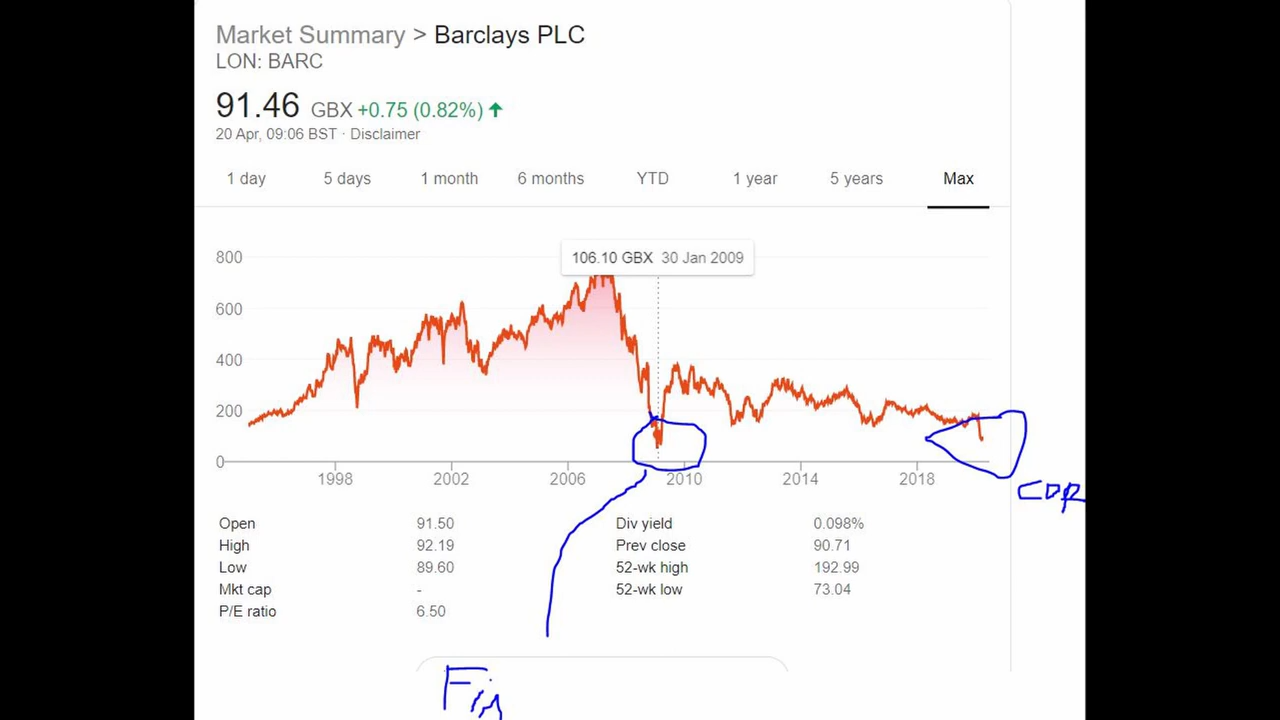 Market Summary > Barclays PLC
LON: BARC
91.46 GBX +0.75 (0.82%)
20 Apr, 09:06 BST · Disclaimer
1 day 5 days 1 month 6 months YTD 1 year 5 years Max
106.10 GBX 30 Jan 2009
800
600
400
200
0
1998 2002 2006 2010 2014 2018
Open 91.50 Div yield 0.098%
High 92.19 Prev close 90.71
Low 89.60 52-wk high 192.99
Mkt cap - 52-wk low 73.04
P/E ratio 6.50